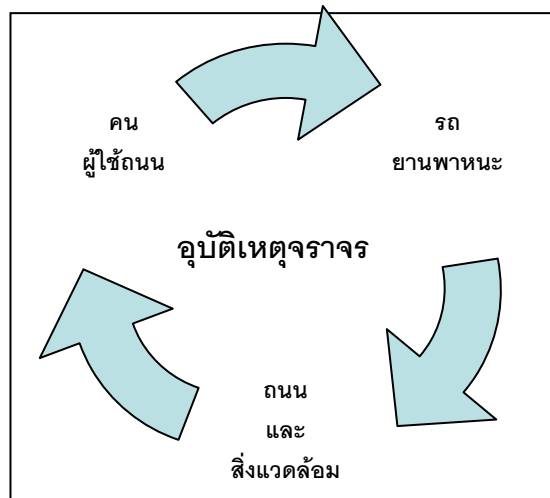 คน
ผู้ใช้ถนน
รถ
ยานพาหนะ
อุบัติเหตุจราจร
ถนน
และ
สิ่งแวดล้อม